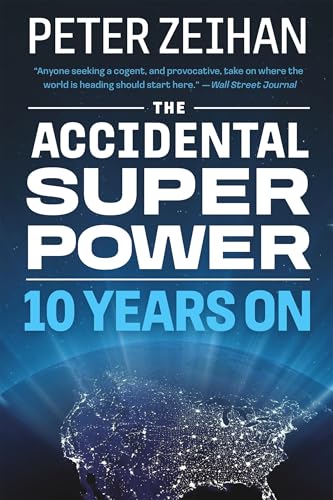 PETER ZEIHAN
“Anyone seeking a cogent, and provocative, take on where the
world is heading should start here.” —Wall Street Journal
THE
ACCIDENTAL
SUPER
POWER
10 YEARS ON